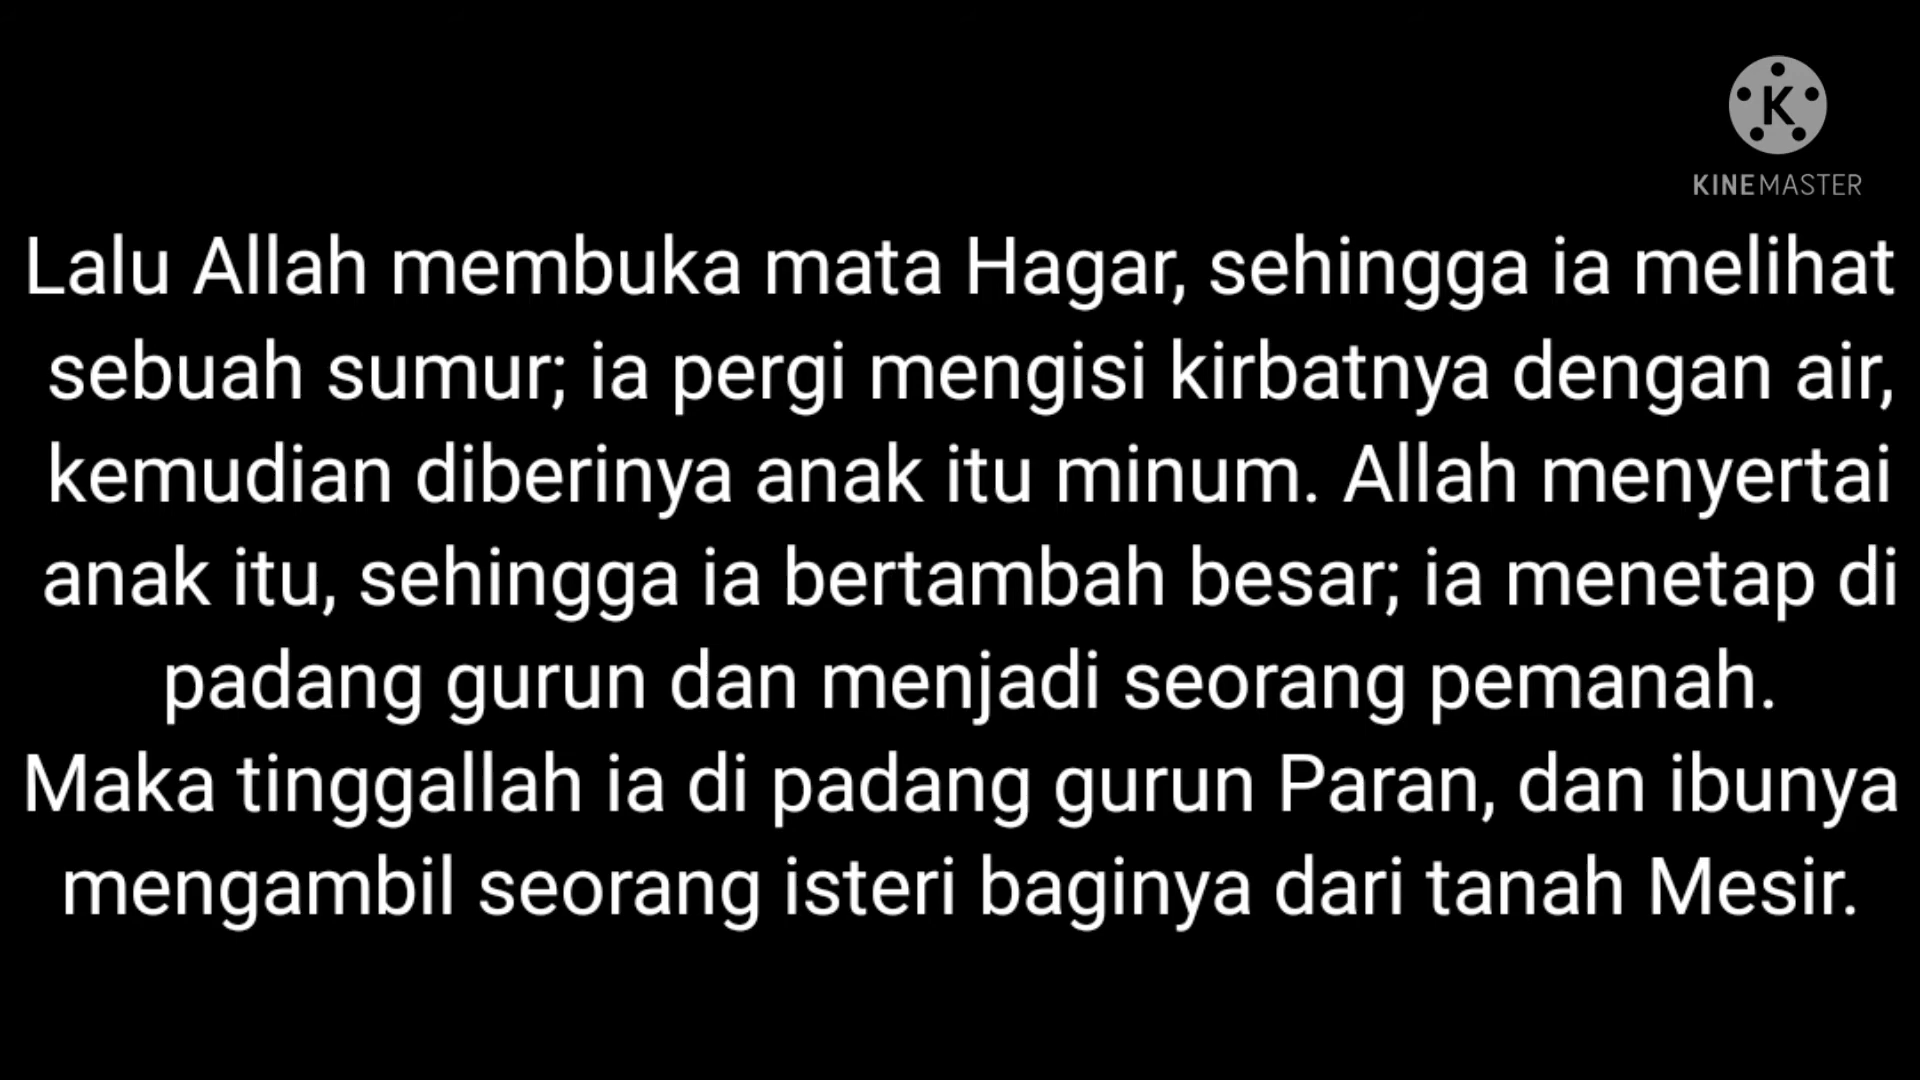 K
KINEMASTER
Lalu Allah membuka mata Hagar, sehingga ia melihat
sebuah sumur; ia pergi mengisi kirbatnya dengan air,
kemudian diberinya anak itu minum. Allah menyertai
anak itu, sehingga ia bertambah besar; ia menetap di
padang gurun dan menjadi seorang pemanah.
Maka tinggallah ia di padang gurun Paran, dan ibunya
mengambil seorang isteri baginya dari tanah Mesir.